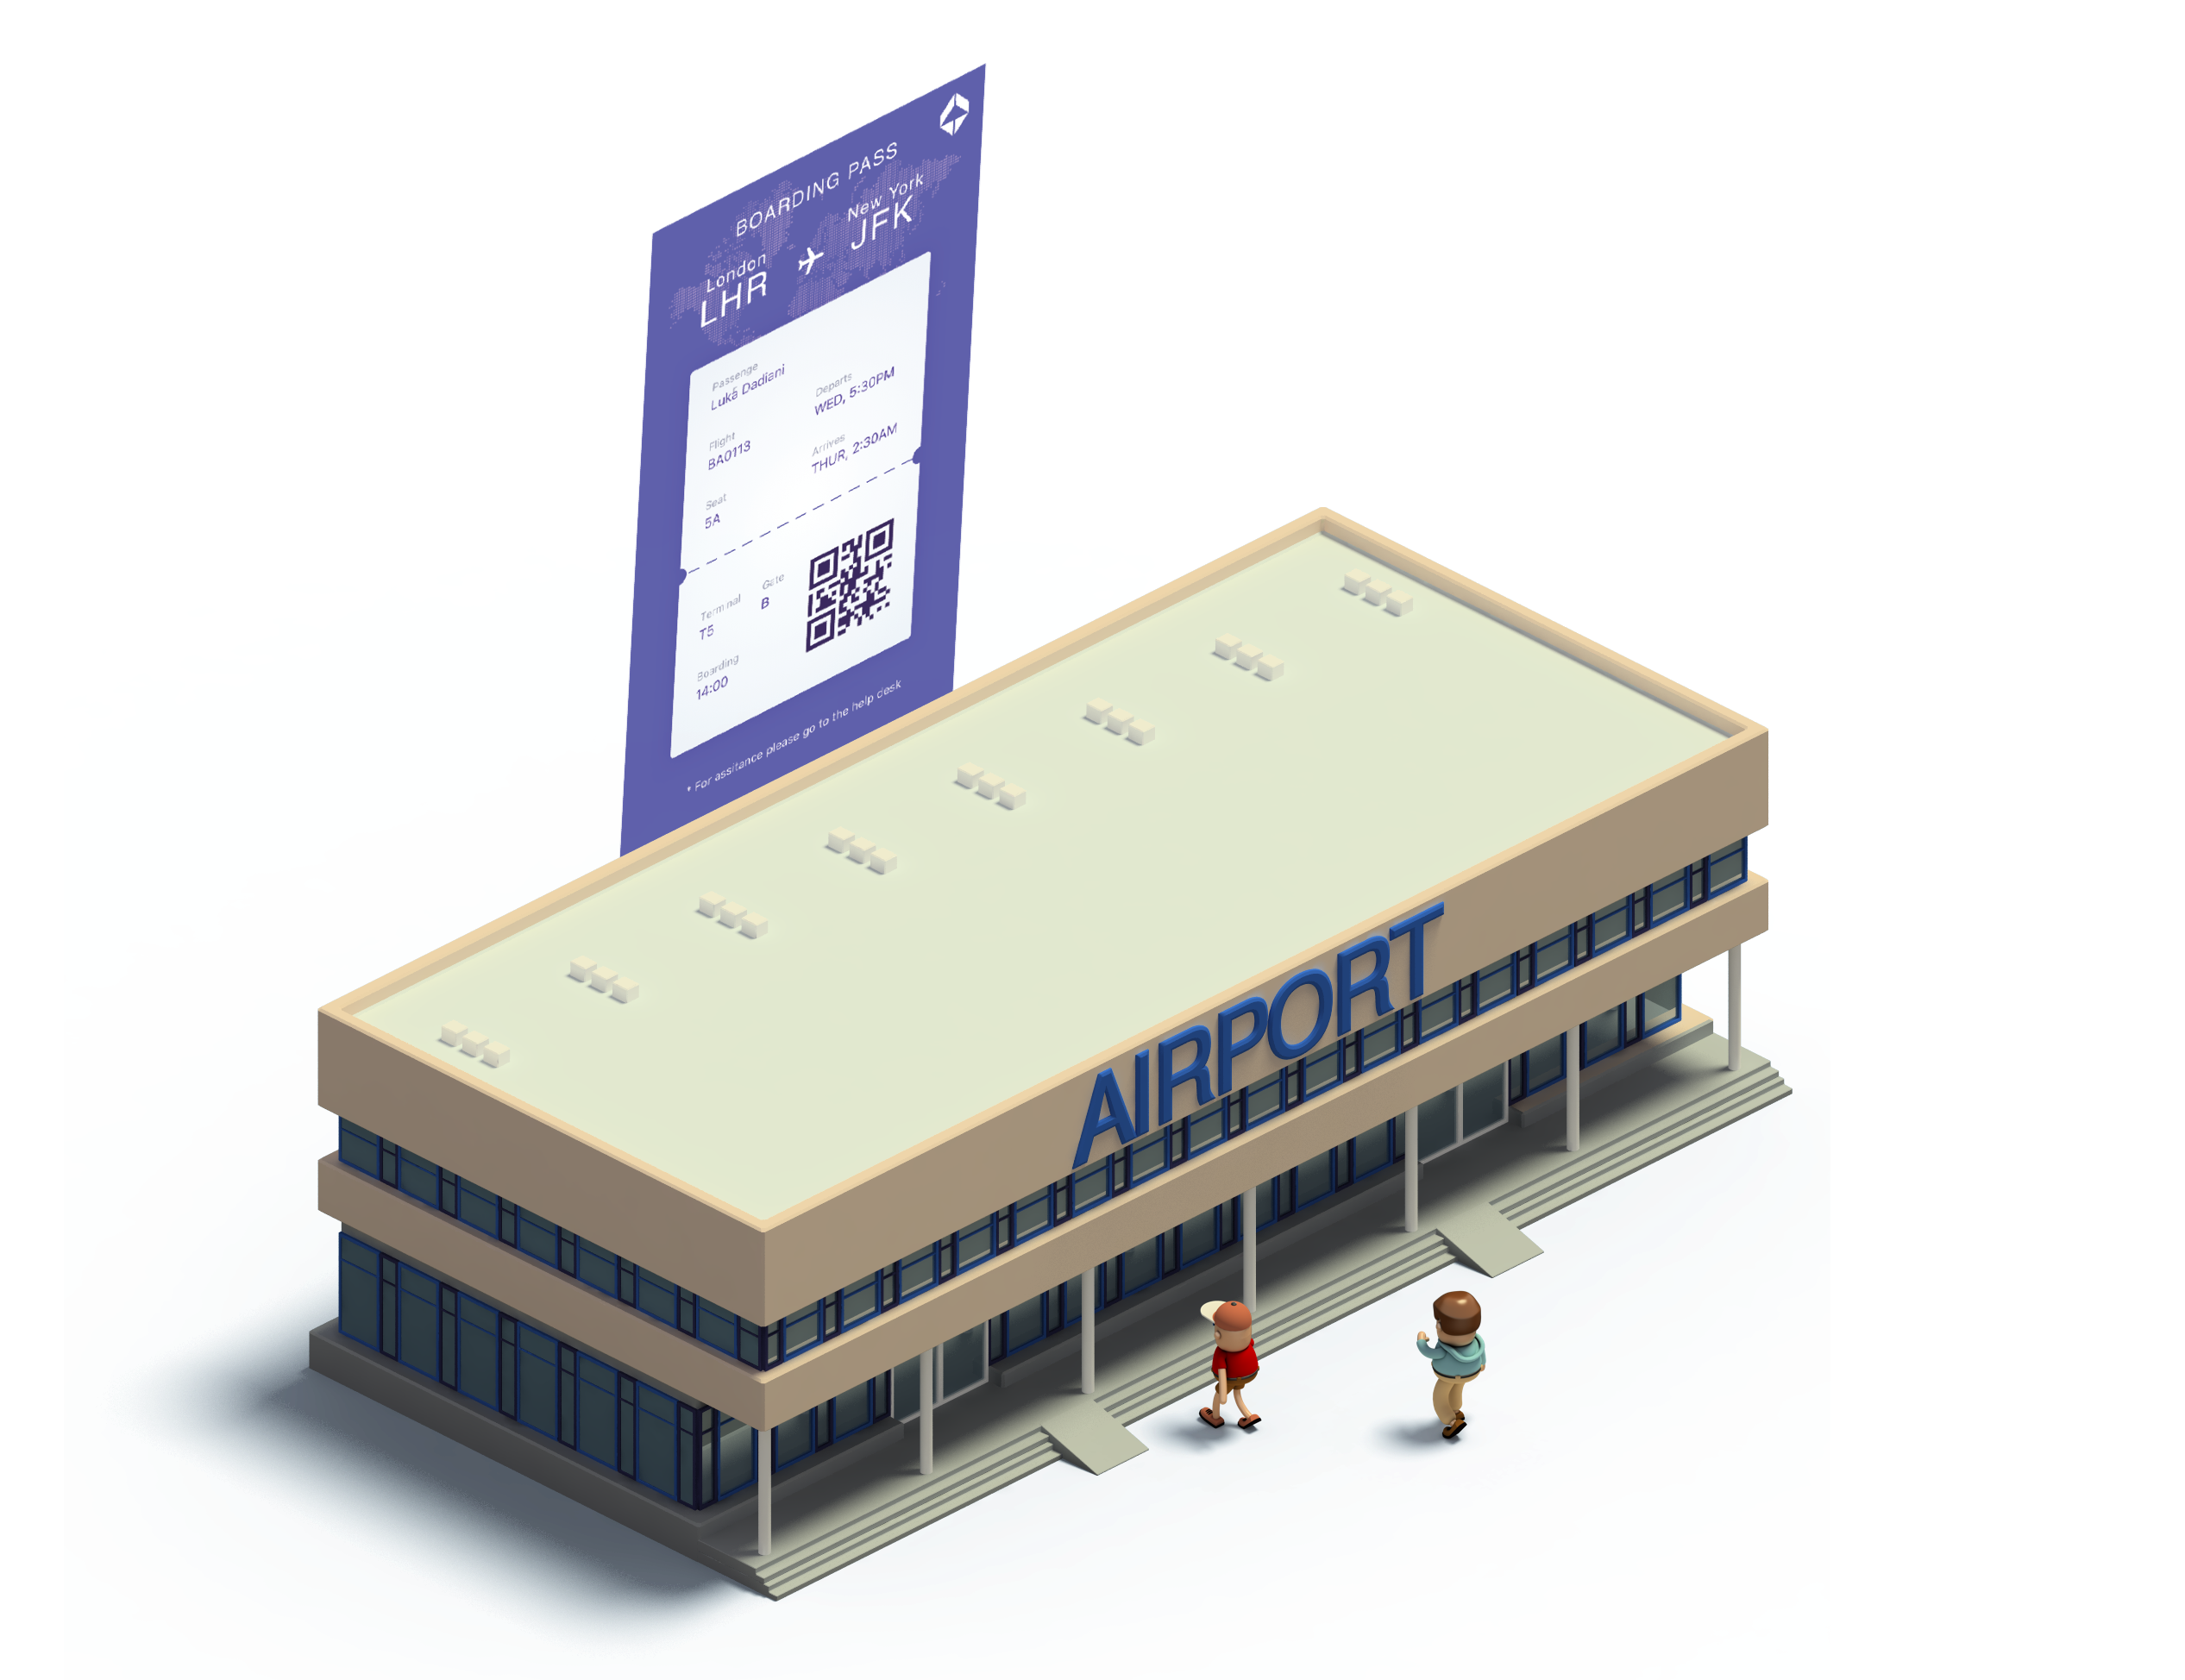 BOARDING PASS
London
LHR
New York
JFK
Passenge
Luka Dadiani
Departs
WED, 5:30PM
Flight
BA0113
Arrives
THUR, 2:30AM
Seat
5A
Terminal
T5
Gate
B
Boarding
14:00
* For assitance please go to the help desk
AIRPORT